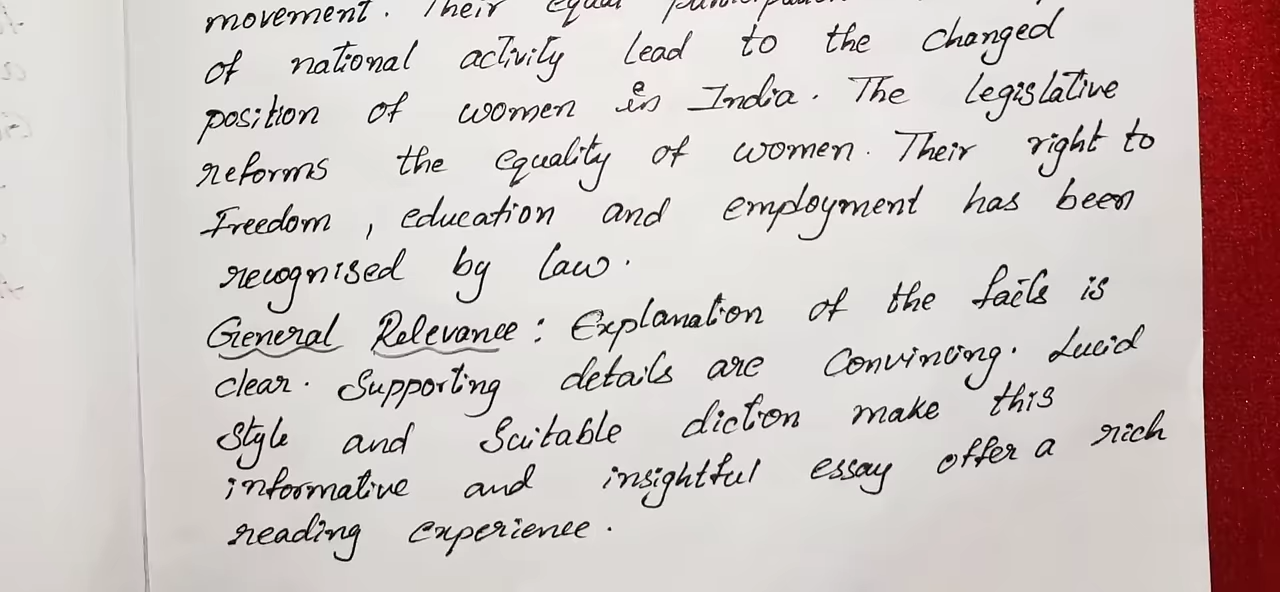 movement. Their equal participation
of national activity lead to the changed
position of women in India. The legislative
reforms the equality of women. Their right to
Freedom, education and employment has been
recognised by law.
General Relevance: Explanation of the facts is
clear. Supporting details are convincing. Lucid
style and suitable diction make this
informative and insightful essay offer a rich
reading experience.